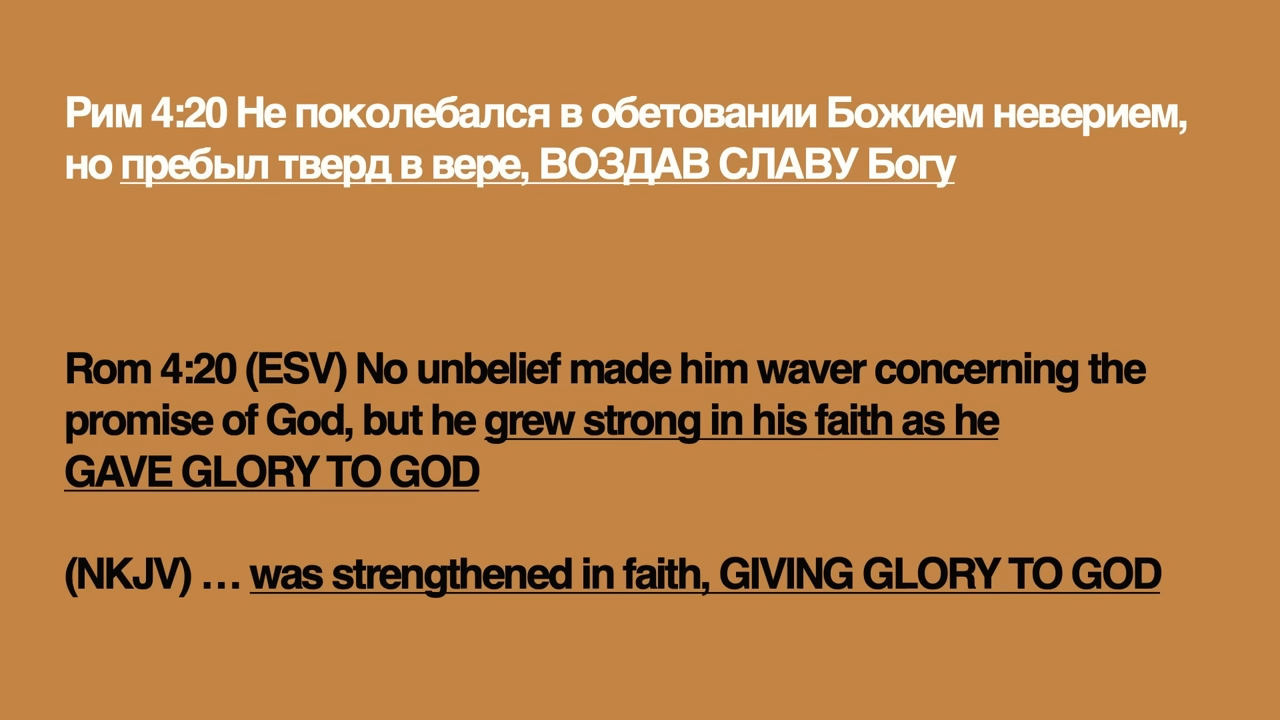 Рим 4:20 Не поколебался в обетовании Божием неверием,
но пребыл тверд в вере, ВОЗДАВ СЛАВУ Богу
Rom 4:20 (ESV) No unbelief made him waver concerning the
promise of God, but he grew strong in his faith as he
GAVE GLORY TO GOD
(NKJV) … was strengthened in faith, GIVING GLORY TO GOD